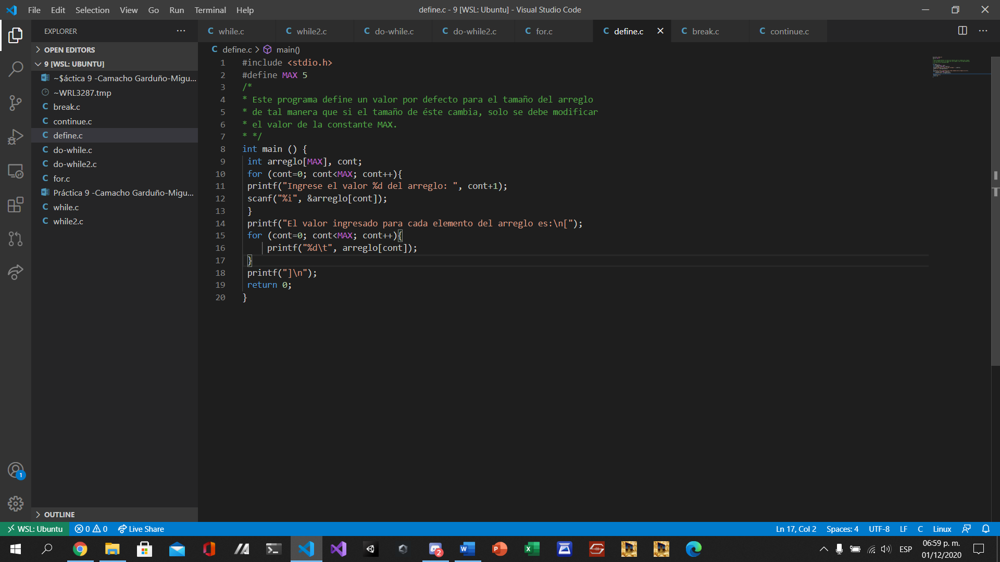 File Edit Selection View Go Run Terminal Help
define.c - 9 [WSL: Ubuntu] - Visual Studio Code
EXPLORER
while.c
while2.c
do-while.c
do-while2.c
for.c
define.c
break.c
continue.c
OPEN EDITORS
9 [WSL: UBUNTU]
~$áctica 9 -Camacho Garduño-Migu...
~WRL3287.tmp
break.c
continue.c
define.c
do-while.c
do-while2.c
for.c
Práctica 9 -Camacho Garduño-Migu...
while.c
while2.c
OUTLINE
define.c > main()
1 #include <stdio.h>
2 #define MAX 5
3 /*
4 * Este programa define un valor por defecto para el tamaño del arreglo
5 * de tal manera que si el tamaño de éste cambia, solo se debe modificar
6 * el valor de la constante MAX.
7 * */
8 int main () {
9 int arreglo[MAX], cont;
10 for (cont=0; cont<MAX; cont++){
11 printf("Ingrese el valor %d del arreglo: ", cont+1);
12 scanf("%i", &arreglo[cont]);
13 }
14 printf("El valor ingresado para cada elemento del arreglo es:\n[");
15 for (cont=0; cont<MAX; cont++){
16 printf("%d\t", arreglo[cont]);
17 }
18 printf("]\n");
19 return 0;
20 }
1
WSL: Ubuntu 0 0 Live Share
Ln 17, Col 2 Spaces: 4 UTF-8 LF C Linux
2
ESP
06:59 p. m.
01/12/2020